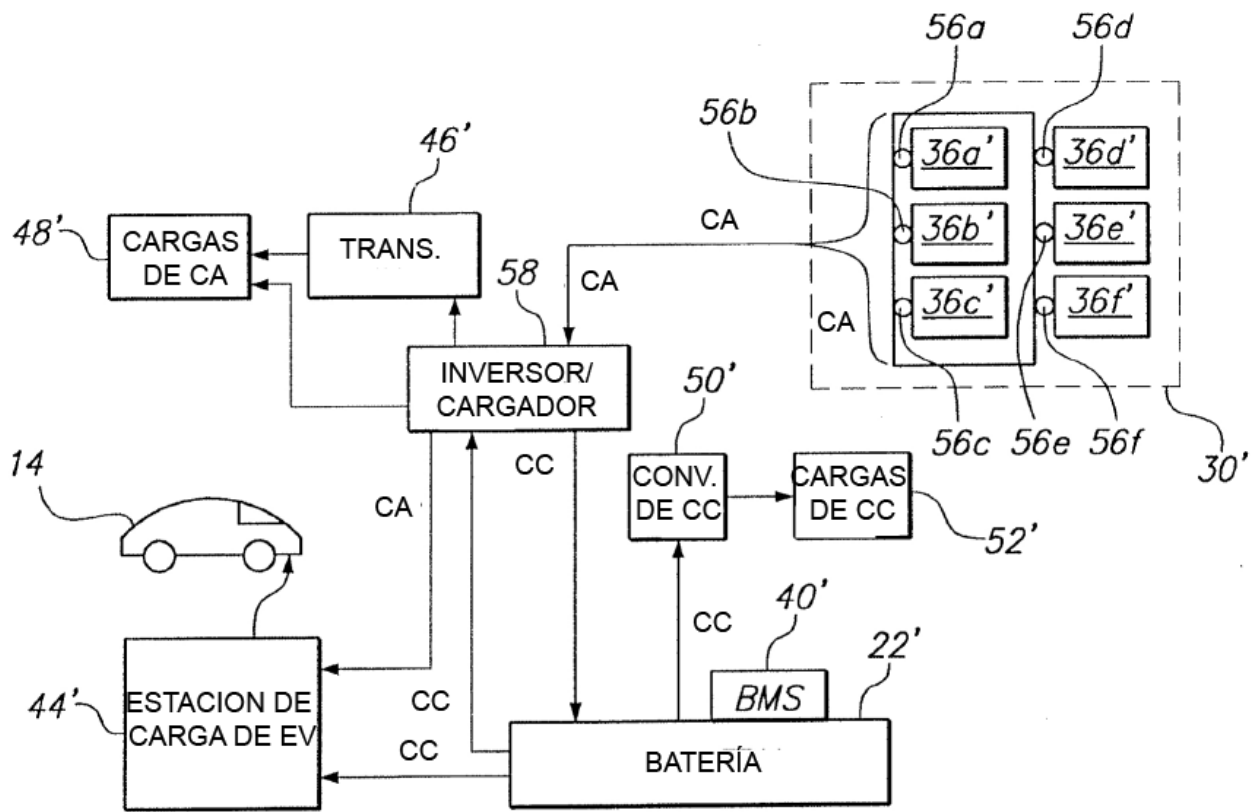 56a
56d
56b
46'
36a'
36d'
48'
CARGAS
DE CA
TRANS.
CA
36b'
36e'
58
CA
CA
36c'
36f'
INVERSOR/
CARGADOR
50'
56c
56e
56f
30'
14
CA
CC
CONV.
DE CC
CARGAS
DE CC
52'
40'
CC
22'
44'
ESTACION DE
CARGA DE EV
CC
BMS
CC
BATERÍA